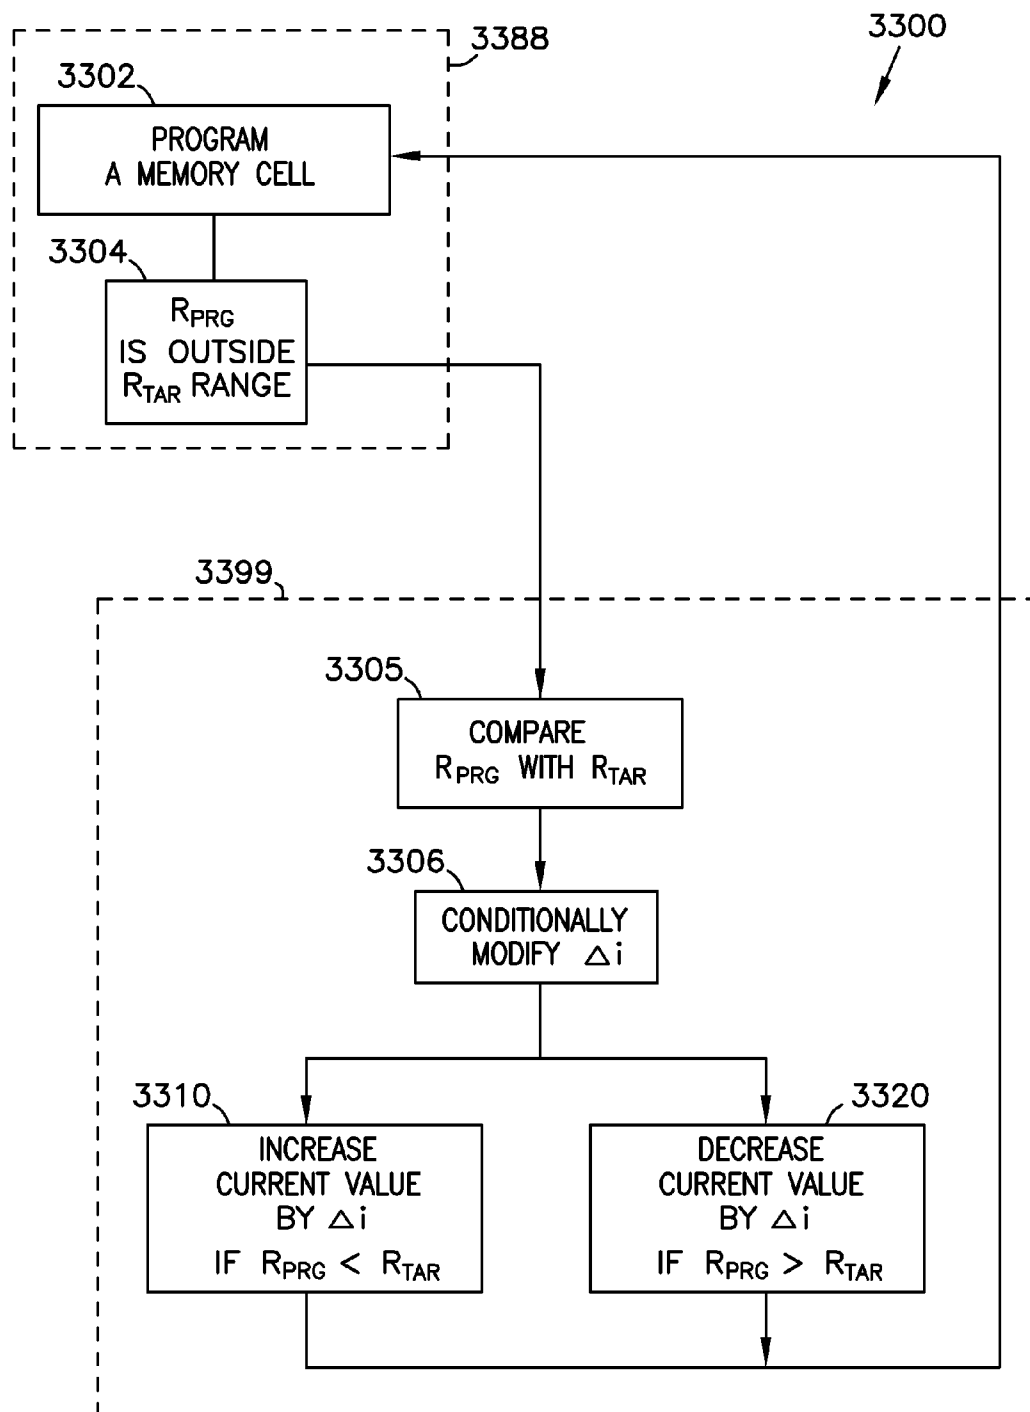 3300
3388
3302
PROGRAM
A MEMORY CELL
3304
RPRG
IS OUTSIDE
RTAR RANGE
3399
3305
COMPARE
RPRG WITH RTAR
3306
CONDITIONALLY
MODIFY △i
3310
INCREASE
CURRENT VALUE
BY △i
IF RPRG < RTAR
3320
DECREASE
CURRENT VALUE
BY △i
IF RPRG > RTAR